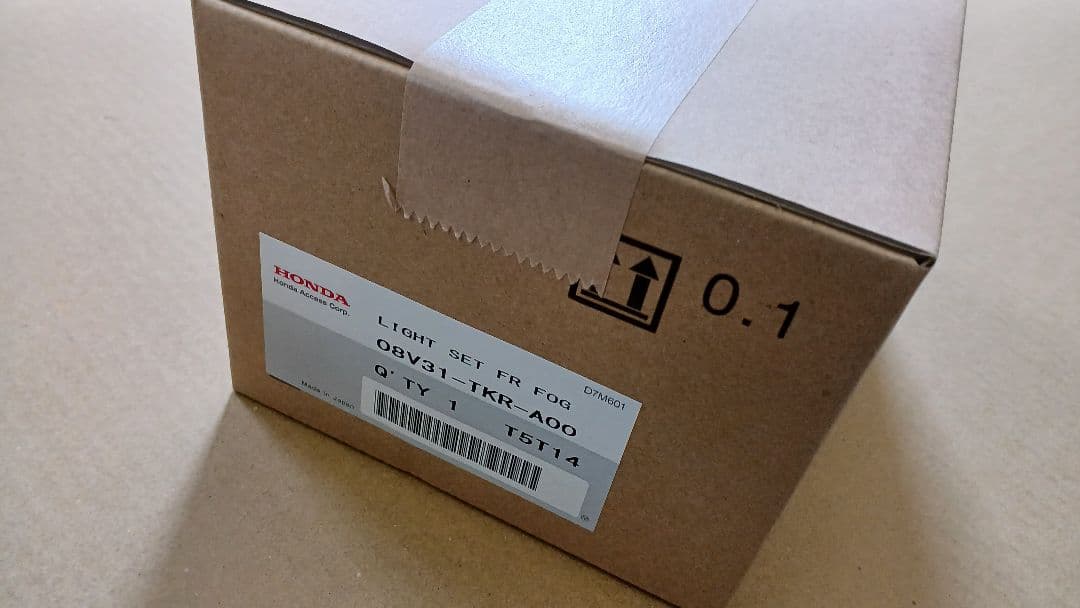 HONDA
Honda Access Corp.
LIGHT SET FR FOG
D7M601
08V31-TKR-A00
Q'TY 1
T5T14
Made in Japan
0.1